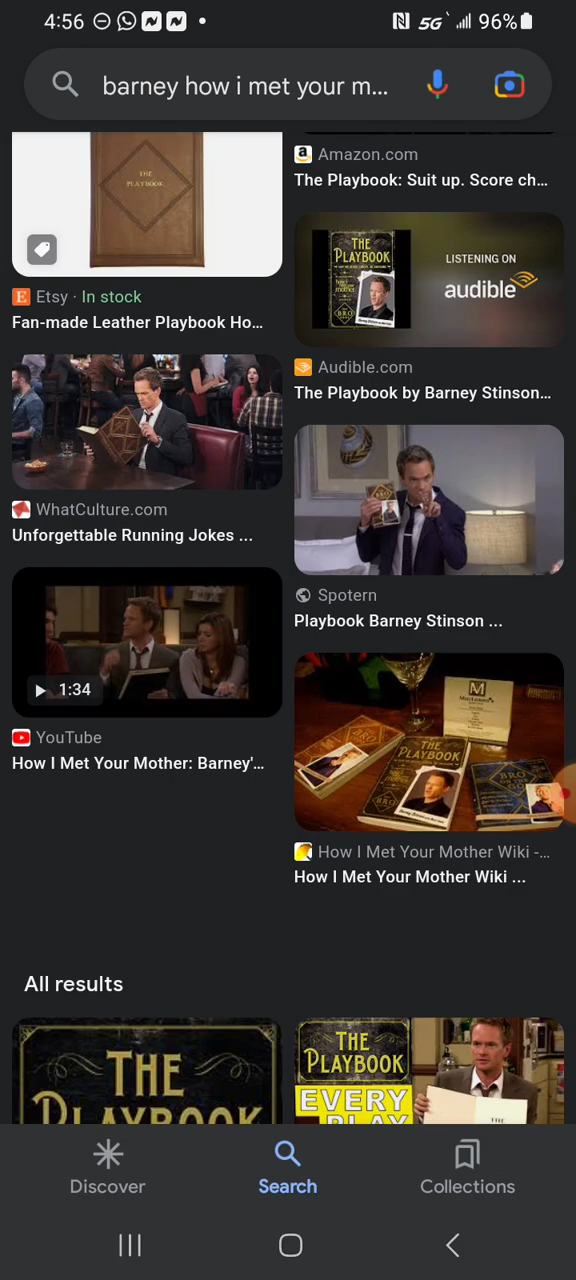 4:56
5G
96%
barney how i met your m...
THE
PLAYBOOK
Etsy · In stock
Fan-made Leather Playbook Ho...
WhatCulture.com
Unforgettable Running Jokes ...
1:34
YouTube
How I Met Your Mother: Barney'...
a
Amazon.com
The Playbook: Suit up. Score ch...
THE
PLAYBOOK
LISTENING ON
audible
Audible.com
The Playbook by Barney Stinson...
Spotern
Playbook Barney Stinson ...
M
THE
PLAYBOOK
BRO
How I Met Your Mother Wiki -...
How I Met Your Mother Wiki ...
All results
THE
PLAYBOOK
THE
PLAYBOOK
EVERY
PLAY
THE
Discover
Search
Collections